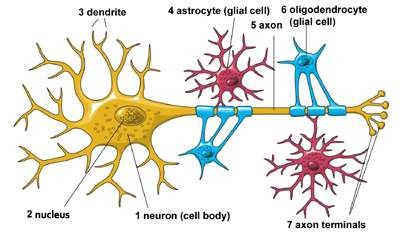 3 dendrite
4 astrocyte (glial cell)
5 axon
6 oligodendrocyte
(glial cell)
2 nucleus
1 neuron (cell body)
7 axon terminals